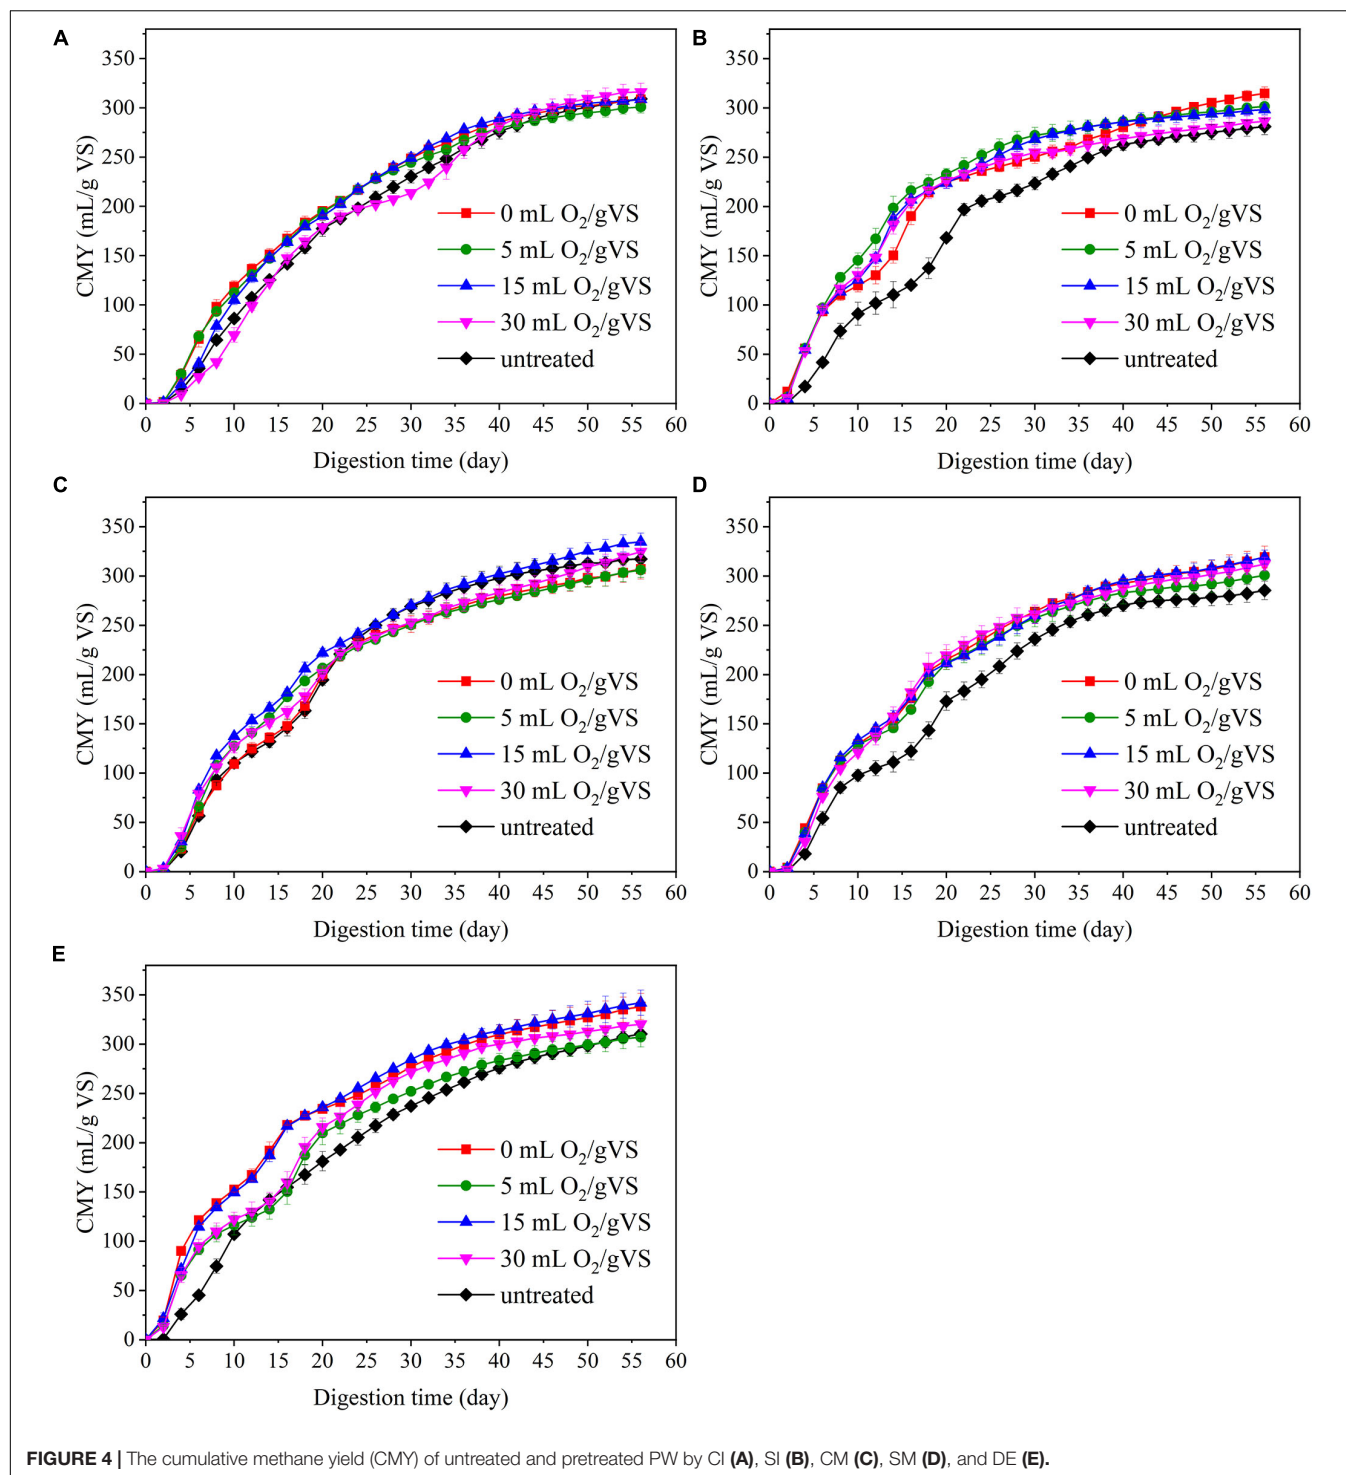 A
CMY (mL/g VS)
350
300
250
200
150
100
50
0
0 mL O₂/gVS
5 mL O₂/gVS
15 mL O₂/gVS
30 mL O₂/gVS
untreated
0 5 10 15 20 25 30 35 40 45 50 55 60
Digestion time (day)
B
CMY (mL/g VS)
350
300
250
200
150
100
50
0
0 mL O₂/gVS
5 mL O₂/gVS
15 mL O₂/gVS
30 mL O₂/gVS
untreated
0 5 10 15 20 25 30 35 40 45 50 55 60
Digestion time (day)
C
CMY (mL/g VS)
350
300
250
200
150
100
50
0
0 mL O₂/gVS
5 mL O₂/gVS
15 mL O₂/gVS
30 mL O₂/gVS
untreated
0 5 10 15 20 25 30 35 40 45 50 55 60
Digestion time (day)
D
CMY (mL/g VS)
350
300
250
200
150
100
50
0
0 mL O₂/gVS
5 mL O₂/gVS
15 mL O₂/gVS
30 mL O₂/gVS
untreated
0 5 10 15 20 25 30 35 40 45 50 55 60
Digestion time (day)
E
CMY (mL/g VS)
350
300
250
200
150
100
50
0
0 mL O₂/gVS
5 mL O₂/gVS
15 mL O₂/gVS
30 mL O₂/gVS
untreated
0 5 10 15 20 25 30 35 40 45 50 55 60
Digestion time (day)
FIGURE 4 | The cumulative methane yield (CMY) of untreated and pretreated PW by CI (A), SI (B), CM (C), SM (D), and DE (E).